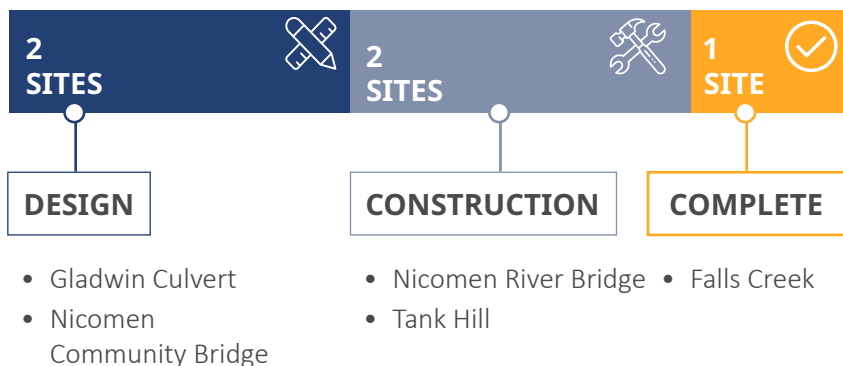 2
SITES
2
SITES
1
SITE
DESIGN
CONSTRUCTION
COMPLETE
• Gladwin Culvert
• Nicomen
Community Bridge
• Nicomen River Bridge
• Tank Hill
• Falls Creek